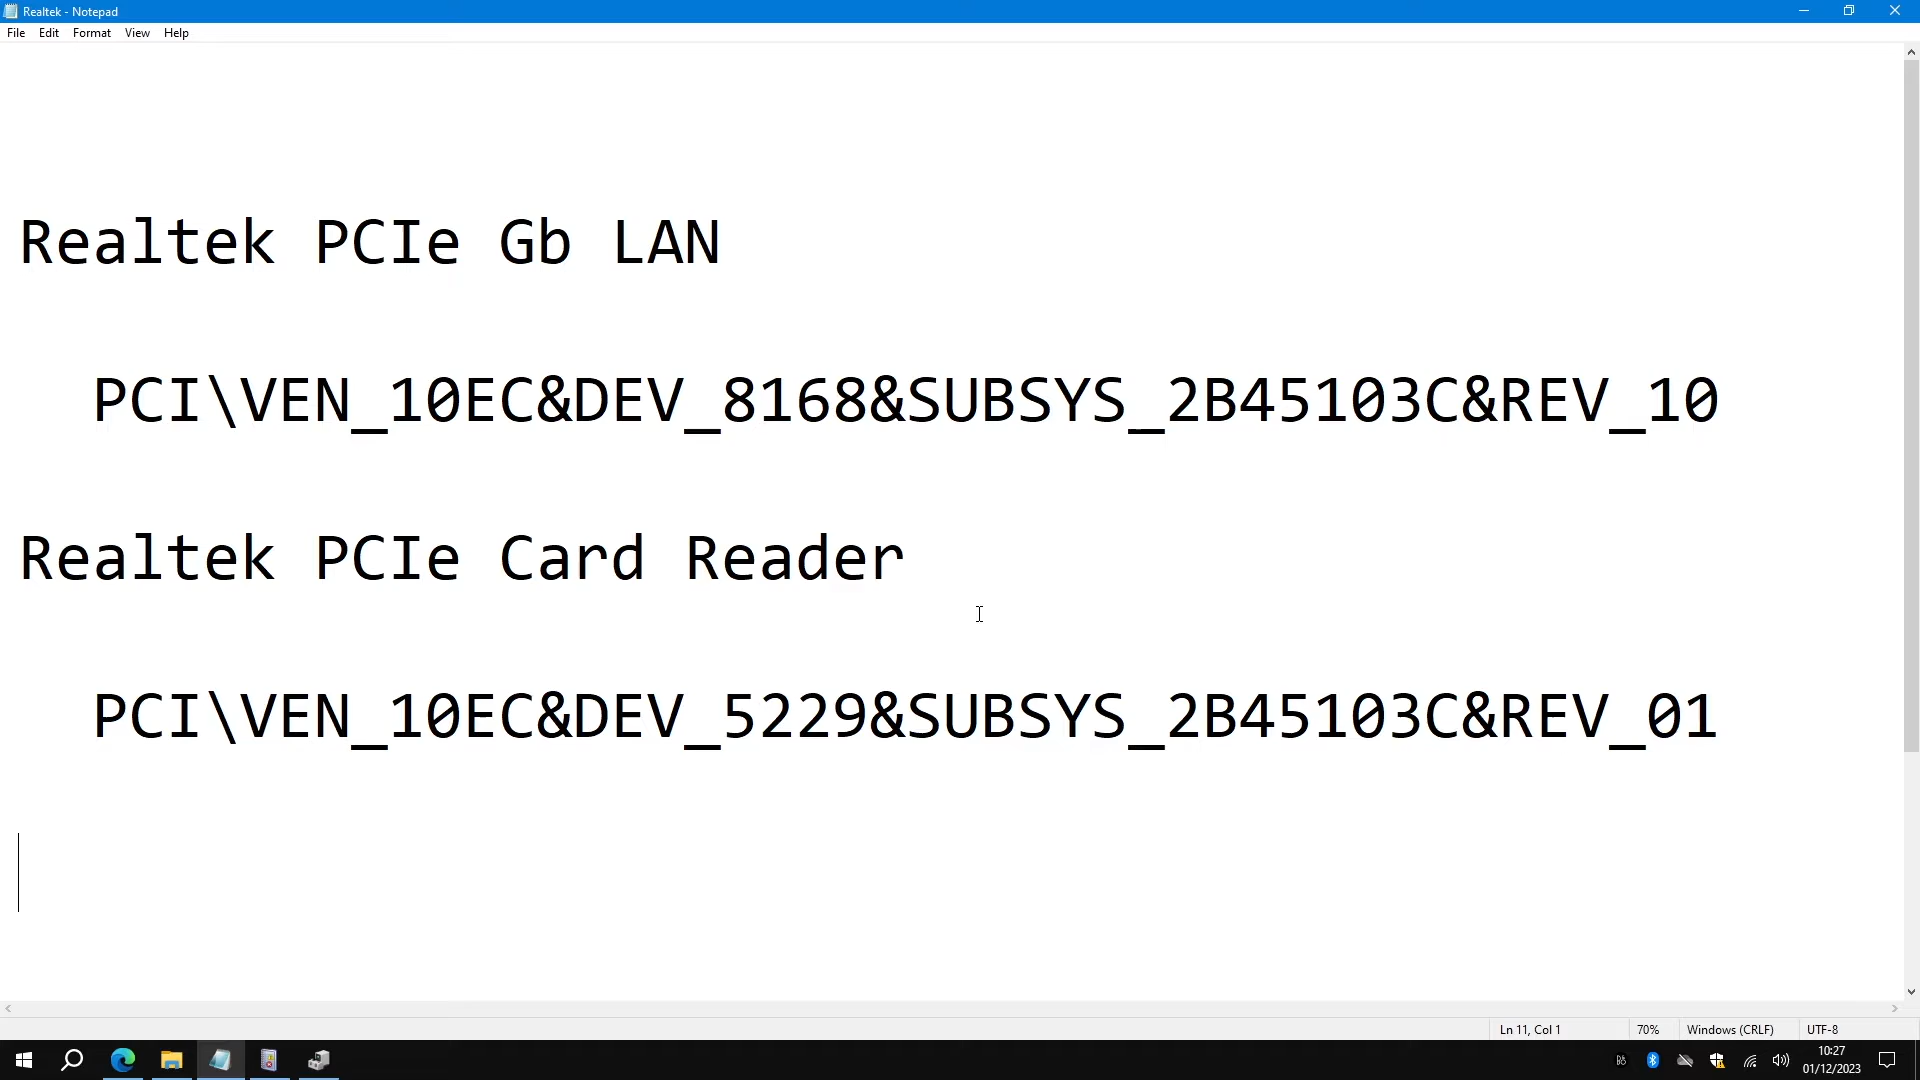 Realtek - Notepad
File Edit Format View Help
Realtek PCIe Gb LAN
PCI\VEN_10EC&DEV_8168&SUBSYS_2B45103C&REV_10
Realtek PCIe Card Reader
PCI\VEN_10EC&DEV_5229&SUBSYS_2B45103C&REV_01
Ln 11, Col 1 70% Windows (CRLF) UTF-8
10:27
01/12/2023